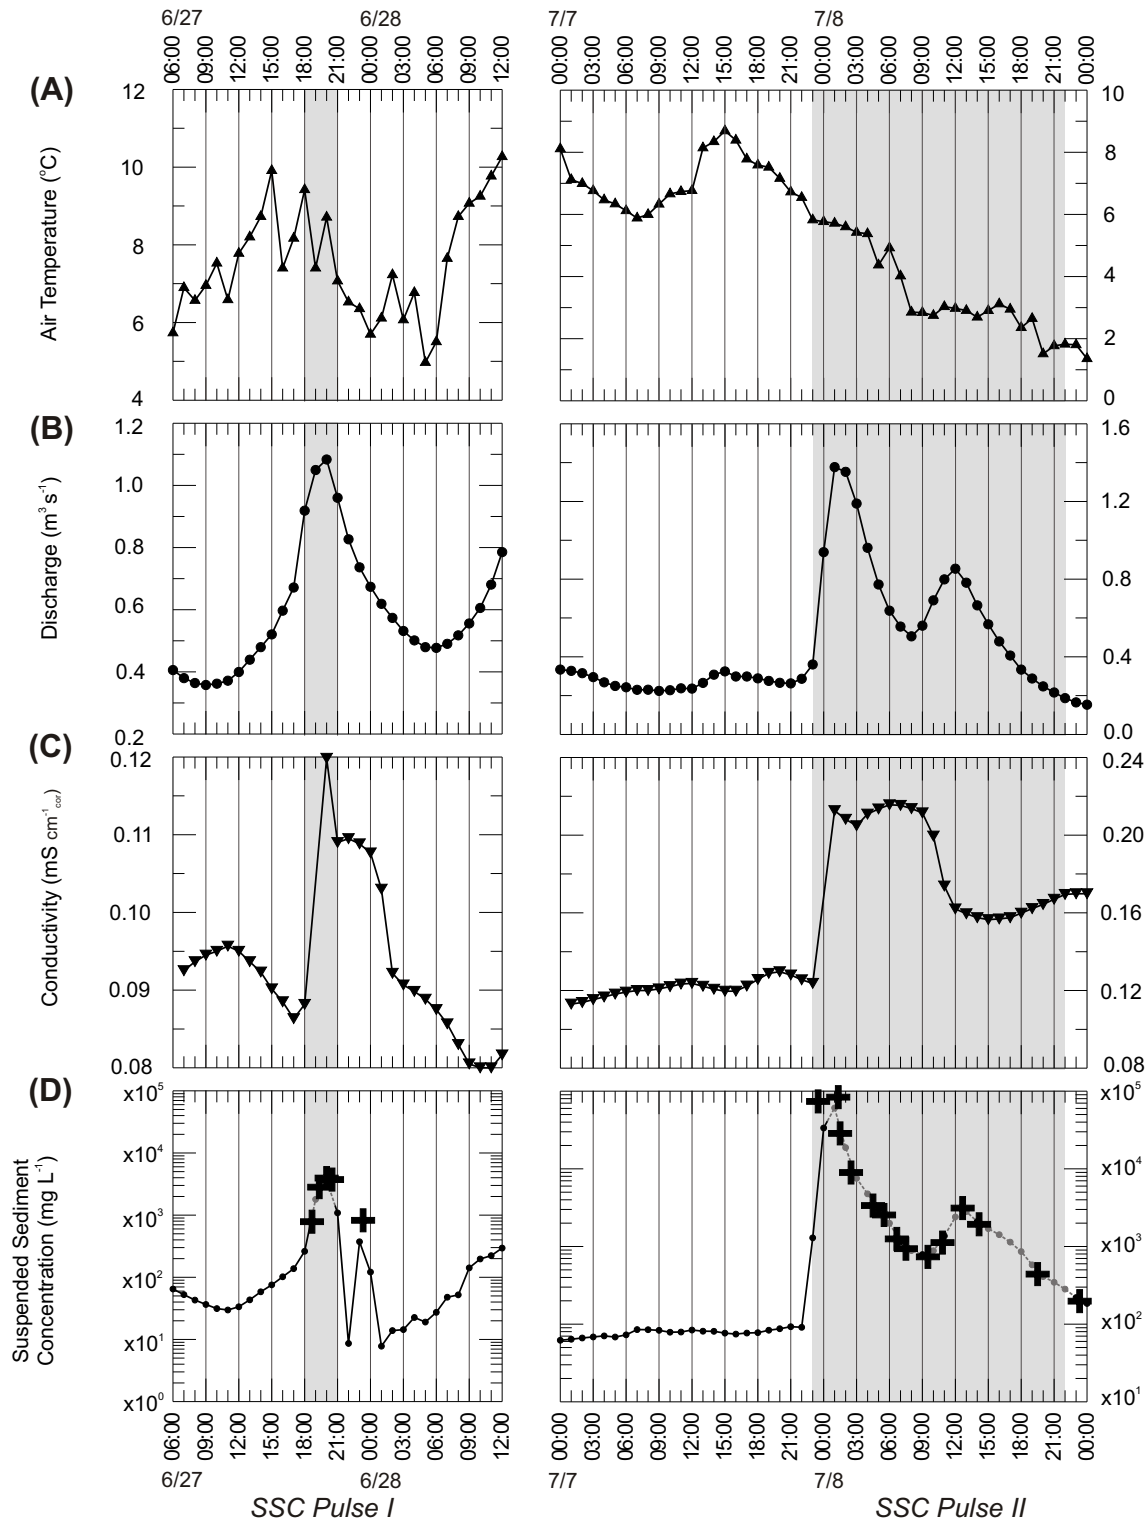 6/27 6/28 7/7 7/8
06:00 09:00 12:00 15:00 18:00 21:00 00:00 03:00 06:00 09:00 12:00 00:00 03:00 06:00 09:00 12:00 15:00 18:00 21:00 00:00 03:00 06:00 09:00 12:00 15:00 18:00 21:00 00:00
(A)
Air Temperature (°C)
12 10 8 6 4
10 8 6 4 2 0
(B)
Discharge (m³ s⁻¹)
1.2 1.0 0.8 0.6 0.4 0.2
1.6 1.2 0.8 0.4 0.0
(C)
Conductivity (mS cm⁻¹cor)
0.12 0.11 0.10 0.09 0.08
0.24 0.20 0.16 0.12 0.08
(D)
Suspended Sediment
Concentration (mg L⁻¹)
x10⁵ x10⁴ x10³ x10² x10¹ x10⁰
x10⁵ x10⁴ x10³ x10² x10¹
06:00 09:00 12:00 15:00 18:00 21:00 00:00 03:00 06:00 09:00 12:00 00:00 03:00 06:00 09:00 12:00 15:00 18:00 21:00 00:00 03:00 06:00 09:00 12:00 15:00 18:00 21:00 00:00
6/27 6/28 7/7 7/8
SSC Pulse I SSC Pulse II